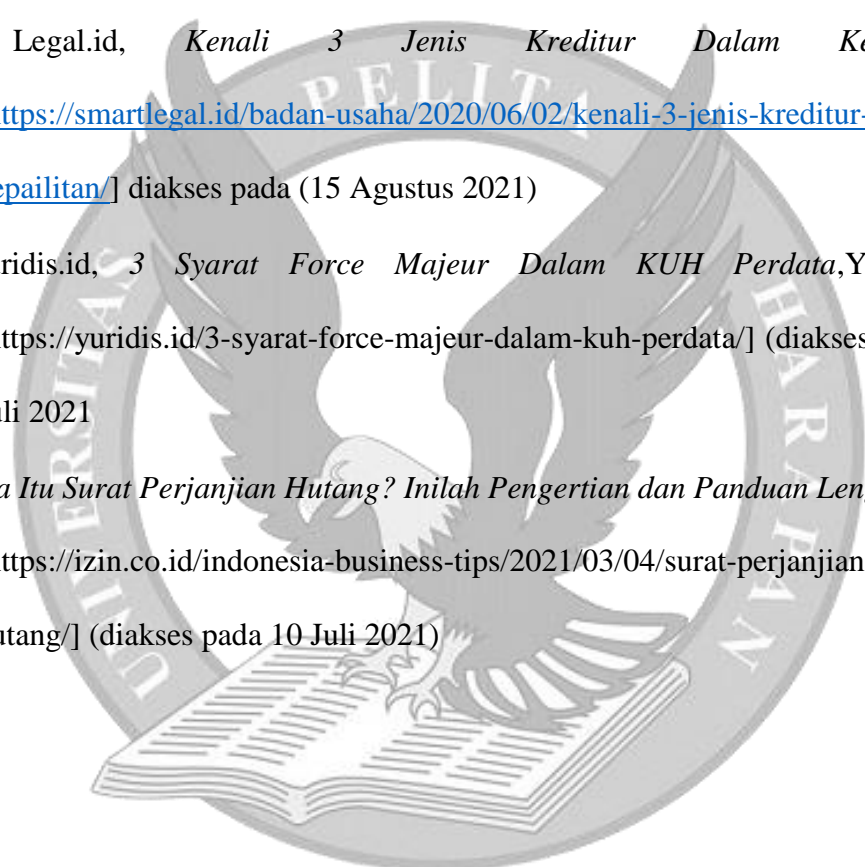 Legal.id, Kenali 3 Jenis Kreditur Dalam Ke
ttps://smartlegal.id/badan-usaha/2020/06/02/kenali-3-jenis-kreditur-
epailitan/] diakses pada (15 Agustus 2021)
ridis.id, 3 Syarat Force Majeur Dalam KUH Perdata,Y
ttps://yuridis.id/3-syarat-force-majeur-dalam-kuh-perdata/] (diakses
li 2021
a Itu Surat Perjanjian Hutang? Inilah Pengertian dan Panduan Len
ttps://izin.co.id/indonesia-business-tips/2021/03/04/surat-perjanjian
utang/] (diakses pada 10 Juli 2021)
UNIVERSITAS PELITA HARAPAN